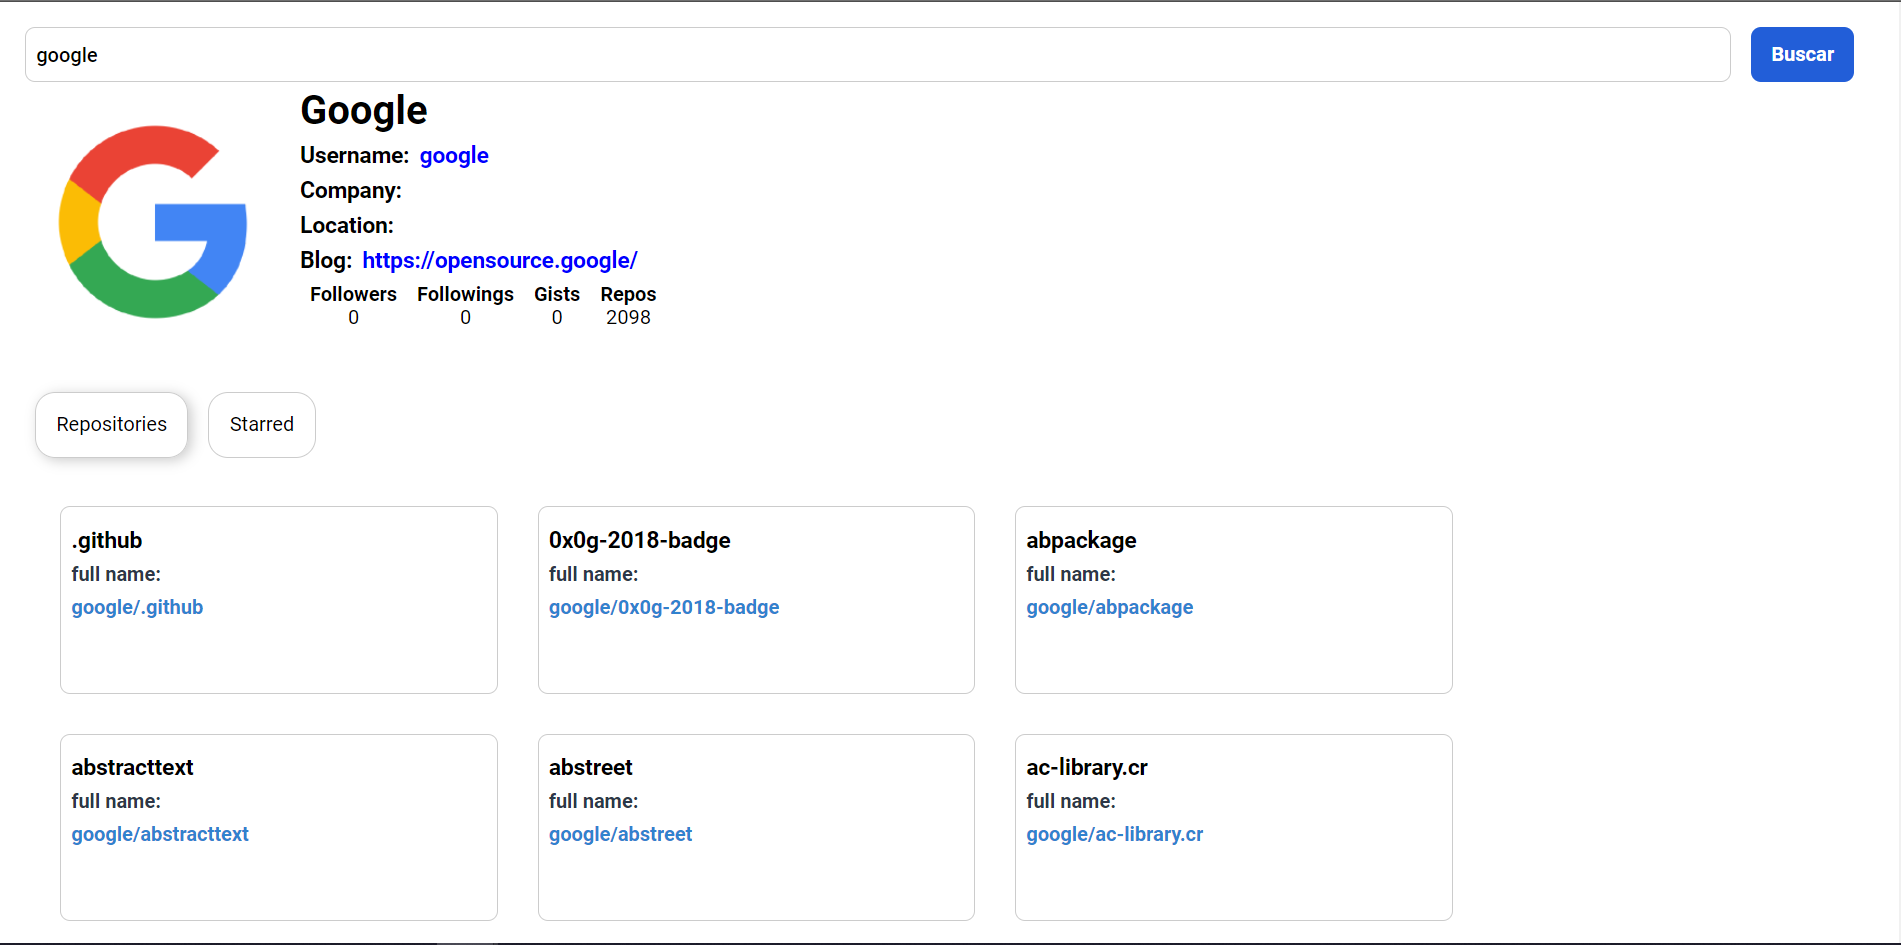 google
Buscar
Google
Username: google
Company:
Location:
Blog: https://opensource.google/
Followers Followings Gists Repos
0 0 0 2098
Repositories Starred
.github
full name:
google/.github
0x0g-2018-badge
full name:
google/0x0g-2018-badge
abpackage
full name:
google/abpackage
abstracttext
full name:
google/abstracttext
abstreet
full name:
google/abstreet
ac-library.cr
full name:
google/ac-library.cr